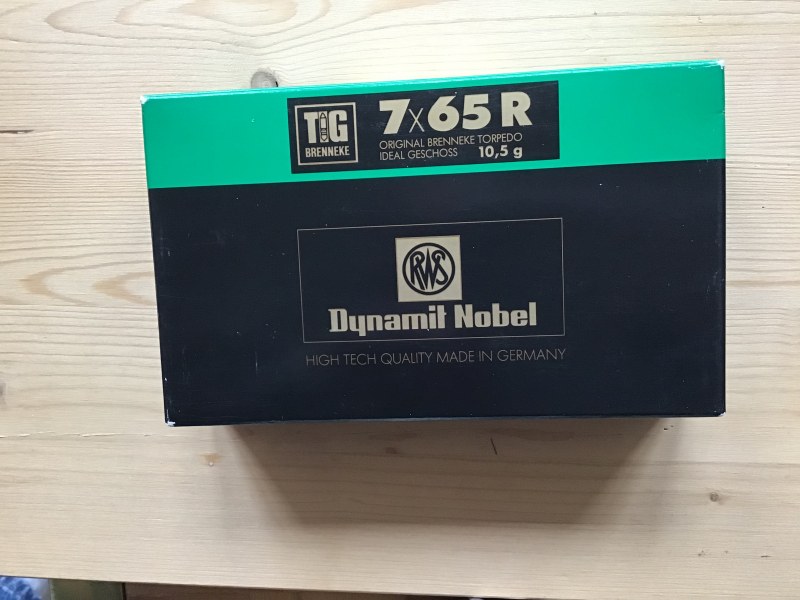 TIG
BRENNEKE
7x65 R
ORIGINAL BRENNEKE TORPEDO
IDEAL GESCHOSS 10,5 g
RWS
Dynamit Nobel
HIGH TECH QUALITY MADE IN GERMANY